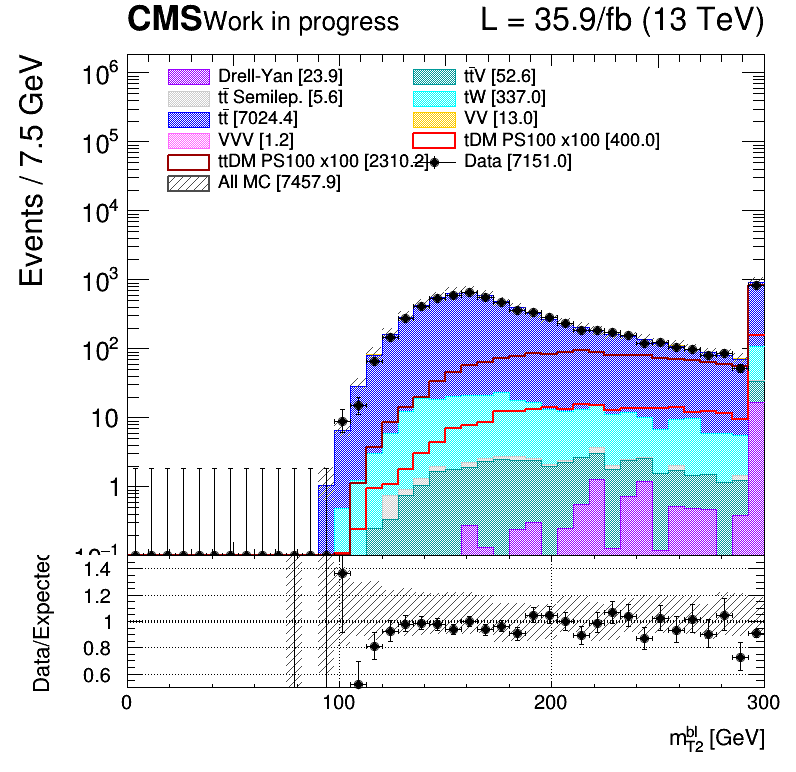 CMS Work in progress L = 35.9/fb (13 TeV)
Events / 7.5 GeV
10⁶
10⁵
10⁴
10³
10²
10
1
10⁻¹
Drell-Yan [23.9] tt̄V [52.6]
tt̄ Semilep. [5.6] tW [337.0]
tt̄ [7024.4] VV [13.0]
VVV [1.2] tDM PS100 x100 [400.0]
ttDM PS100 x100 [2310.2] Data [7151.0]
All MC [7457.9]
Data/Expected
1.4
1.2
1
0.8
0.6
0 100 200 300
m_T2^bl [GeV]